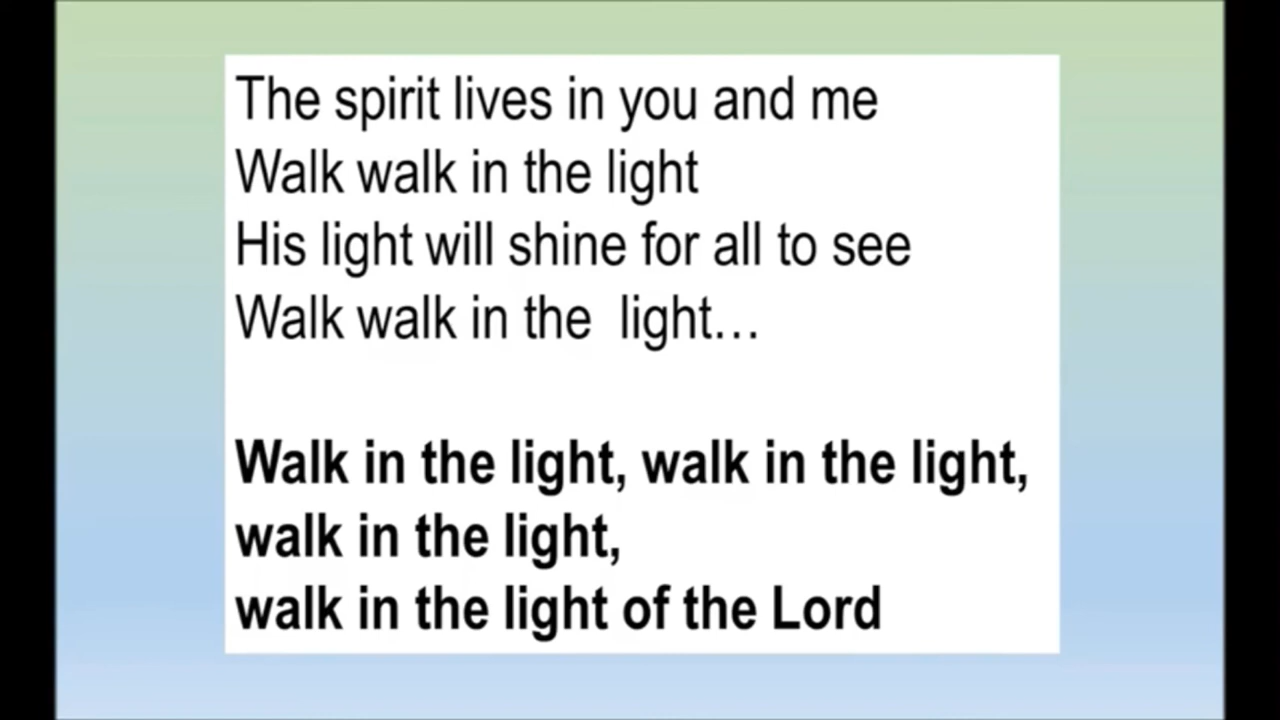 The spirit lives in you and me
Walk walk in the light
His light will shine for all to see
Walk walk in the  light…
Walk in the light, walk in the light,
walk in the light,
walk in the light of the Lord